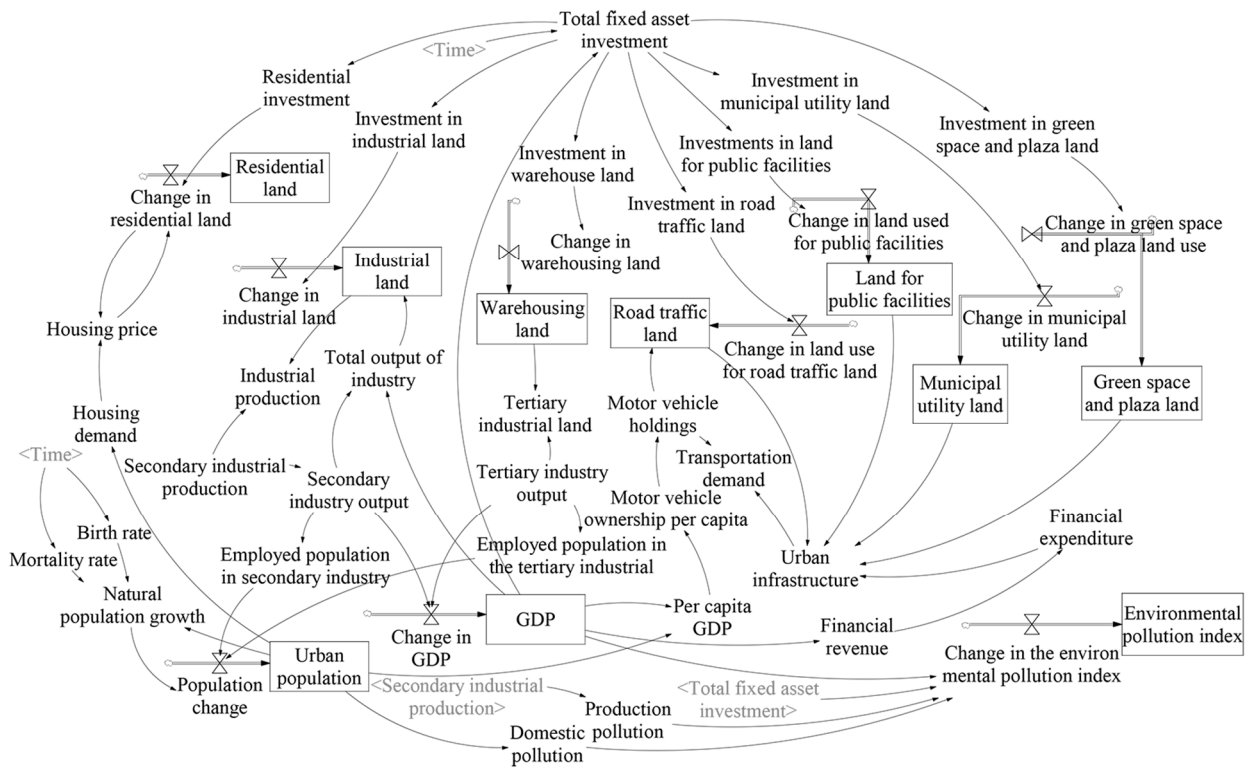 Total fixed asset
investment
<Time>
Residential
investment
Investment in
industrial land
Investment in
warehouse land
Investment in road
traffic land
Investments in land
for public facilities
Investment in
municipal utility land
Investment in green
space and plaza land
Residential
land
Change in
residential land
Change in
warehousing land
Change in land used
for public facilities
Change in green space
and plaza land use
Industrial
land
Change in
industrial land
Warehousing
land
Road traffic
land
Land for
public facilities
Change in land use
for road traffic land
Change in municipal
utility land
Housing price
Total output of
industry
Industrial
production
Tertiary
industrial land
Motor vehicle
holdings
Municipal
utility land
Green space
and plaza land
Housing
demand
<Time>
Secondary industrial
production
Secondary
industry output
Tertiary industry
output
Transportation
demand
Motor vehicle
ownership per capita
Birth rate
Mortality rate
Employed population
in secondary industry
Employed population in
the tertiary industrial
Urban
infrastructure
Financial
expenditure
Natural
population growth
Change in
GDP
GDP
Per capita
GDP
Financial
revenue
Environmental
pollution index
Change in the environ
mental pollution index
Urban
population
Population
change
<Secondary industrial
production>
Production
pollution
<Total fixed asset
investment>
Domestic
pollution